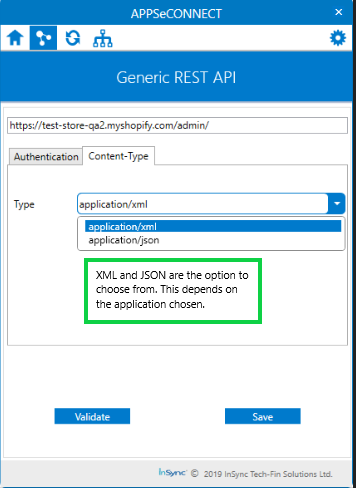 APPSeCONNECT
Generic REST API
https://test-store-qa2.myshopify.com/admin/
Authentication Content-Type
Type application/xml
application/xml
application/json
XML and JSON are the option to
choose from. This depends on
the application chosen.
Validate Save
InSync © 2019 InSync Tech-Fin Solutions Ltd.